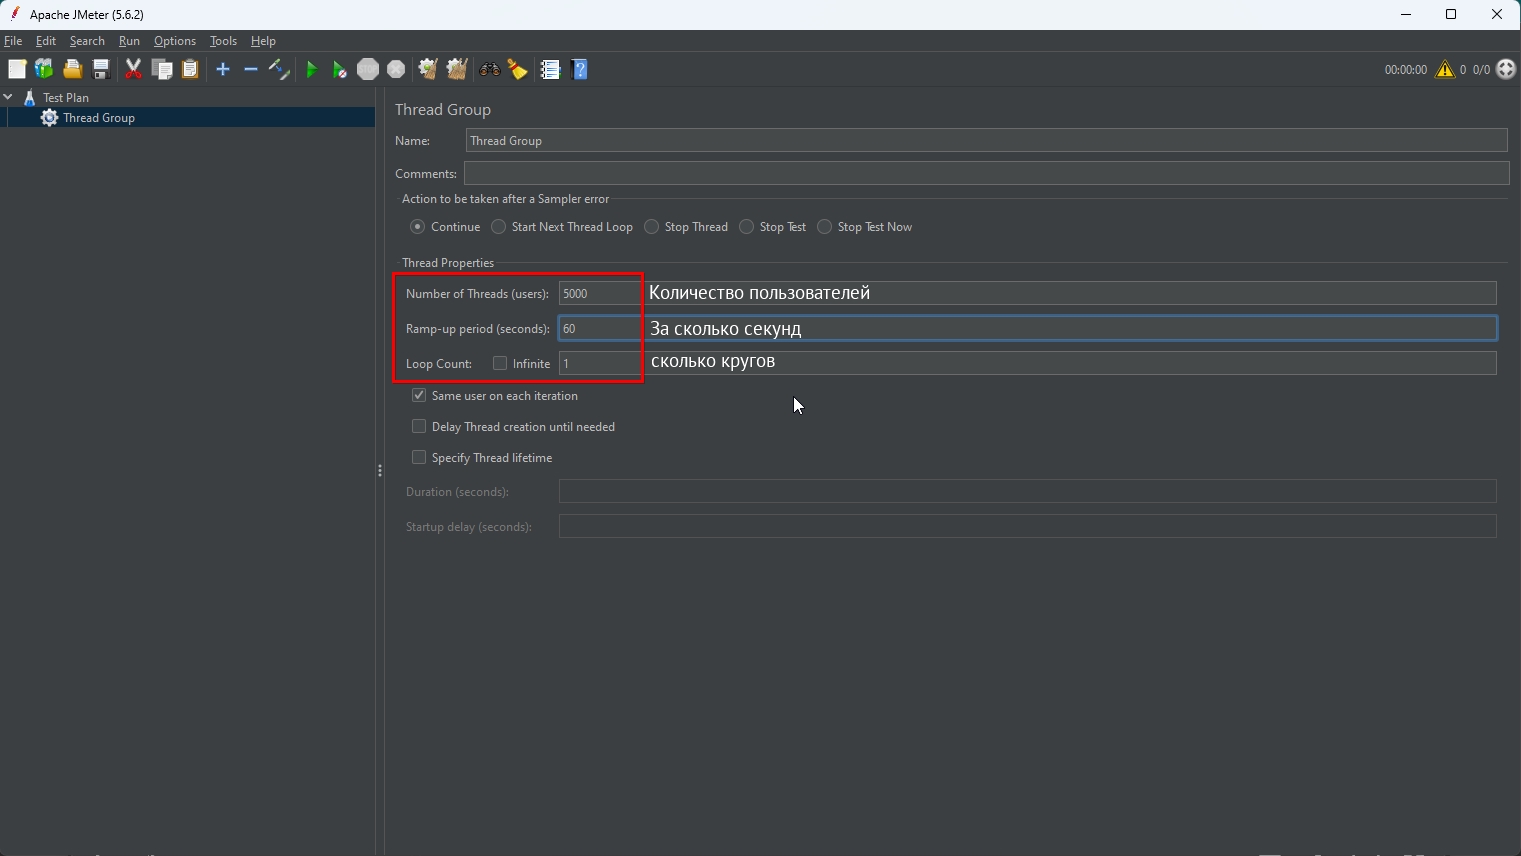 Apache JMeter (5.6.2)
File Edit Search Run Options Tools Help
00:00:00 0 0/0
Test Plan
Thread Group
Thread Group
Name: Thread Group
Comments:
Action to be taken after a Sampler error
Continue Start Next Thread Loop Stop Thread Stop Test Stop Test Now
Thread Properties
Number of Threads (users): 5000 Количество пользователей
Ramp-up period (seconds): 60 За сколько секунд
Loop Count: Infinite 1 сколько кругов
Same user on each iteration
Delay Thread creation until needed
Specify Thread lifetime
Duration (seconds):
Startup delay (seconds):